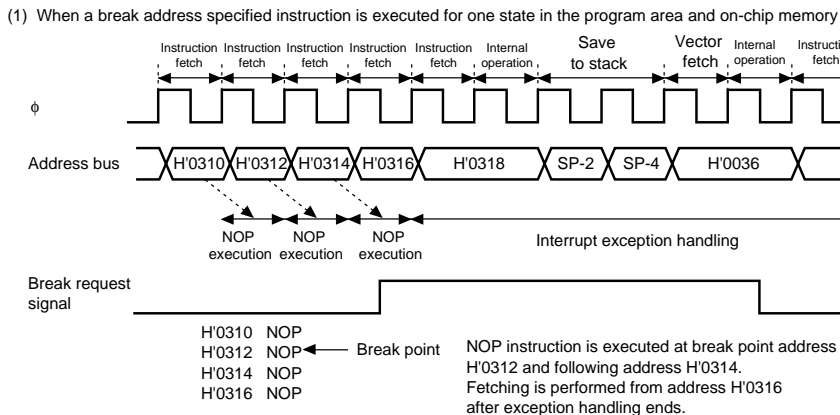 (1) When a break address specified instruction is executed for one state in the program area and on-chip memory
Instruction fetch
Instruction fetch
Instruction fetch
Instruction fetch
Instruction fetch
Internal operation
Save to stack
Vector fetch
Internal operation
φ
Address bus
H'0310
H'0312
H'0314
H'0316
H'0318
SP-2
SP-4
H'0036
NOP execution
NOP execution
NOP execution
Interrupt exception handling
Break request
signal
H'0310 NOP
H'0312 NOP
Break point
H'0314 NOP
H'0316 NOP
NOP instruction is executed at break point address
H'0312 and following address H'0314.
Fetching is performed from address H'0316
after exception handling ends.